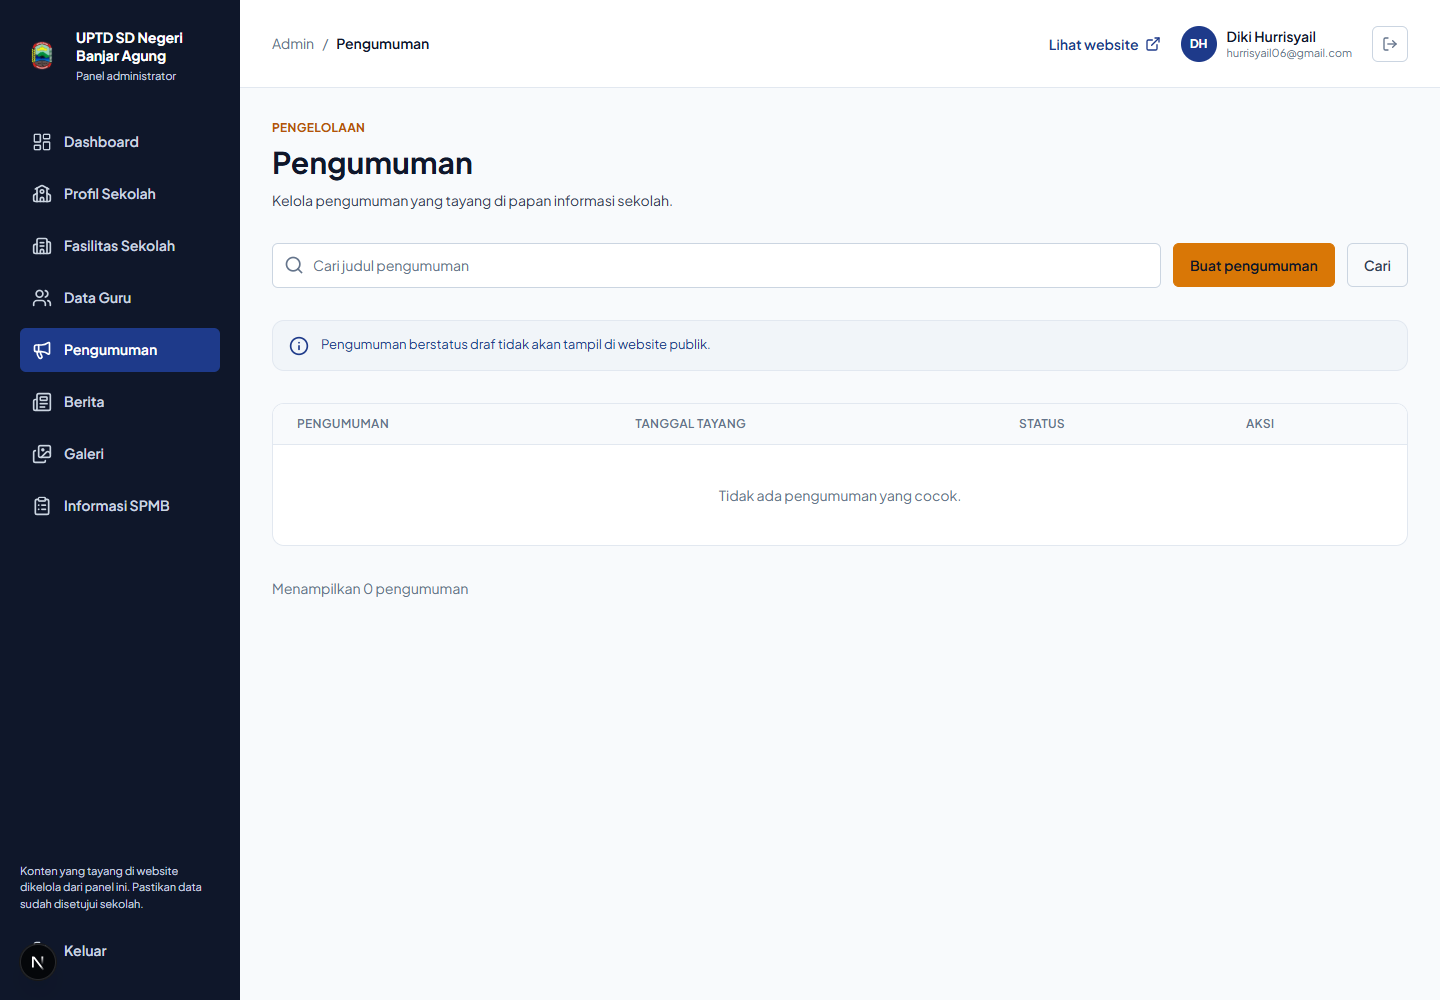 UPTD SD Negeri
Banjar Agung
Panel administrator
Dashboard
Profil Sekolah
Fasilitas Sekolah
Data Guru
Pengumuman
Berita
Galeri
Informasi SPMB
Konten yang tayang di website
dikelola dari panel ini. Pastikan data
sudah disetujui sekolah.
Keluar
N
Admin / Pengumuman
Lihat website
DH
Diki Hurrisyail
hurrisyail06@gmail.com
PENGELOLAAN
Pengumuman
Kelola pengumuman yang tayang di papan informasi sekolah.
Cari judul pengumuman
Buat pengumuman
Cari
Pengumuman berstatus draf tidak akan tampil di website publik.
PENGUMUMAN TANGGAL TAYANG STATUS AKSI
Tidak ada pengumuman yang cocok.
Menampilkan 0 pengumuman